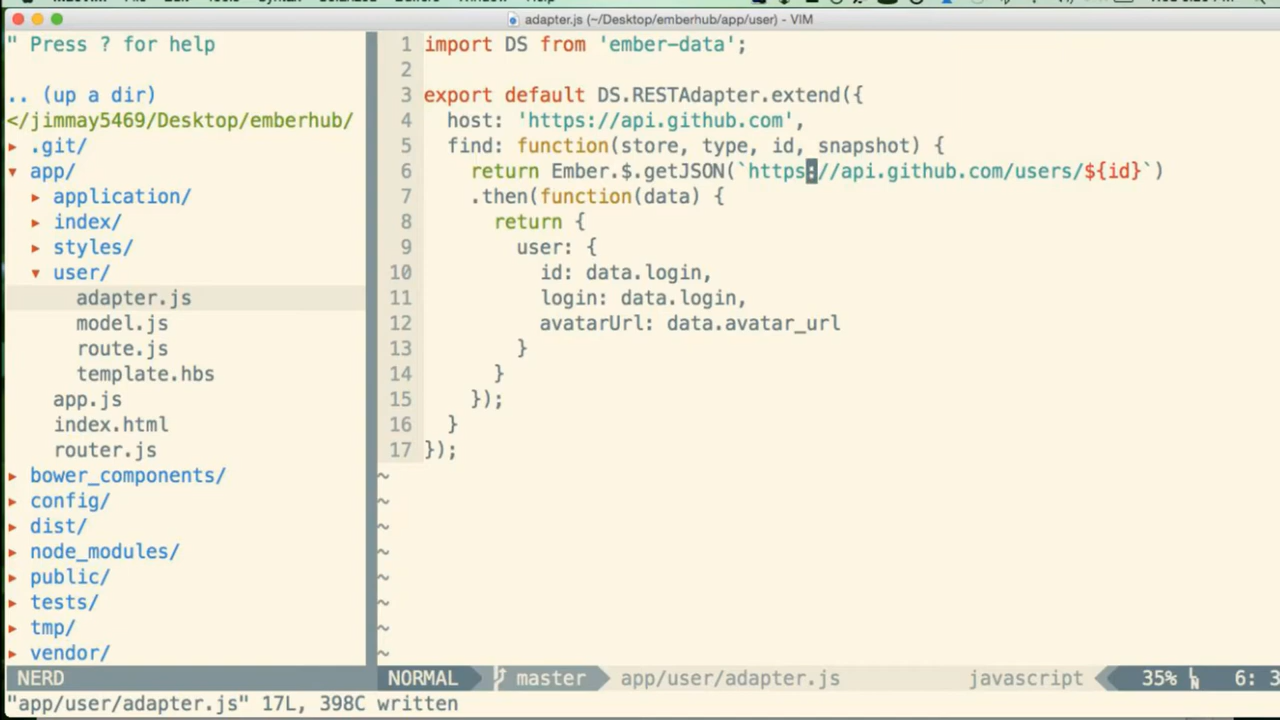 adapter.js (~/Desktop/emberhub/app/user) - VIM
" Press ? for help
.. (up a dir)
</jimmay5469/Desktop/emberhub/
▸ .git/
▾ app/
▸ application/
▸ index/
▸ styles/
▾ user/
adapter.js
model.js
route.js
template.hbs
app.js
index.html
router.js
▸ bower_components/
▸ config/
▸ dist/
▸ node_modules/
▸ public/
▸ tests/
▸ tmp/
▸ vendor/
NERD
1 import DS from 'ember-data';
2
3 export default DS.RESTAdapter.extend({
4   host: 'https://api.github.com',
5   find: function(store, type, id, snapshot) {
6     return Ember.$.getJSON(`https://api.github.com/users/${id}`)
7     .then(function(data) {
8       return {
9         user: {
10           id: data.login,
11           login: data.login,
12           avatarUrl: data.avatar_url
13         }
14       }
15     });
16   }
17 });
~
~
~
~
~
~
~
~
NORMAL master app/user/adapter.js javascript 35% 6: 3
"app/user/adapter.js" 17L, 398C written